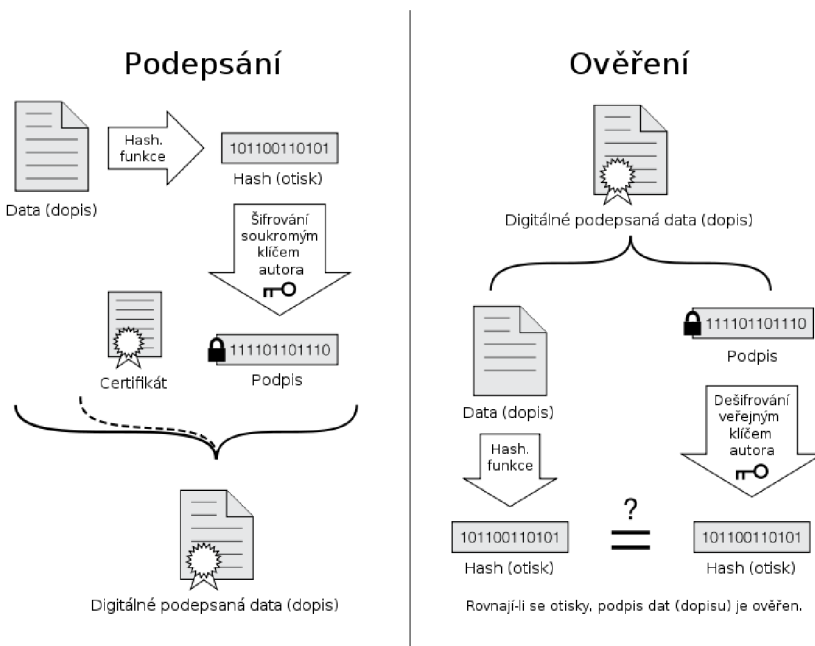 Podepsání
Hash.
funkce
101100110101
Hash (otisk)
Data (dopis)
Šifrování
soukromým
klíčem
autora
111101101110
Podpis
Certifikát
Digitálné podepsaná data (dopis)
Ověření
Digitálné podepsaná data (dopis)
111101101110
Podpis
Data (dopis)
Dešifrování
veřejným
klíčem
autora
Hash.
funkce
?
101100110101
=
101100110101
Hash (otisk)
Hash (otisk)
Rovnají-li se otisky, podpis dat (dopisu) je ověřen.